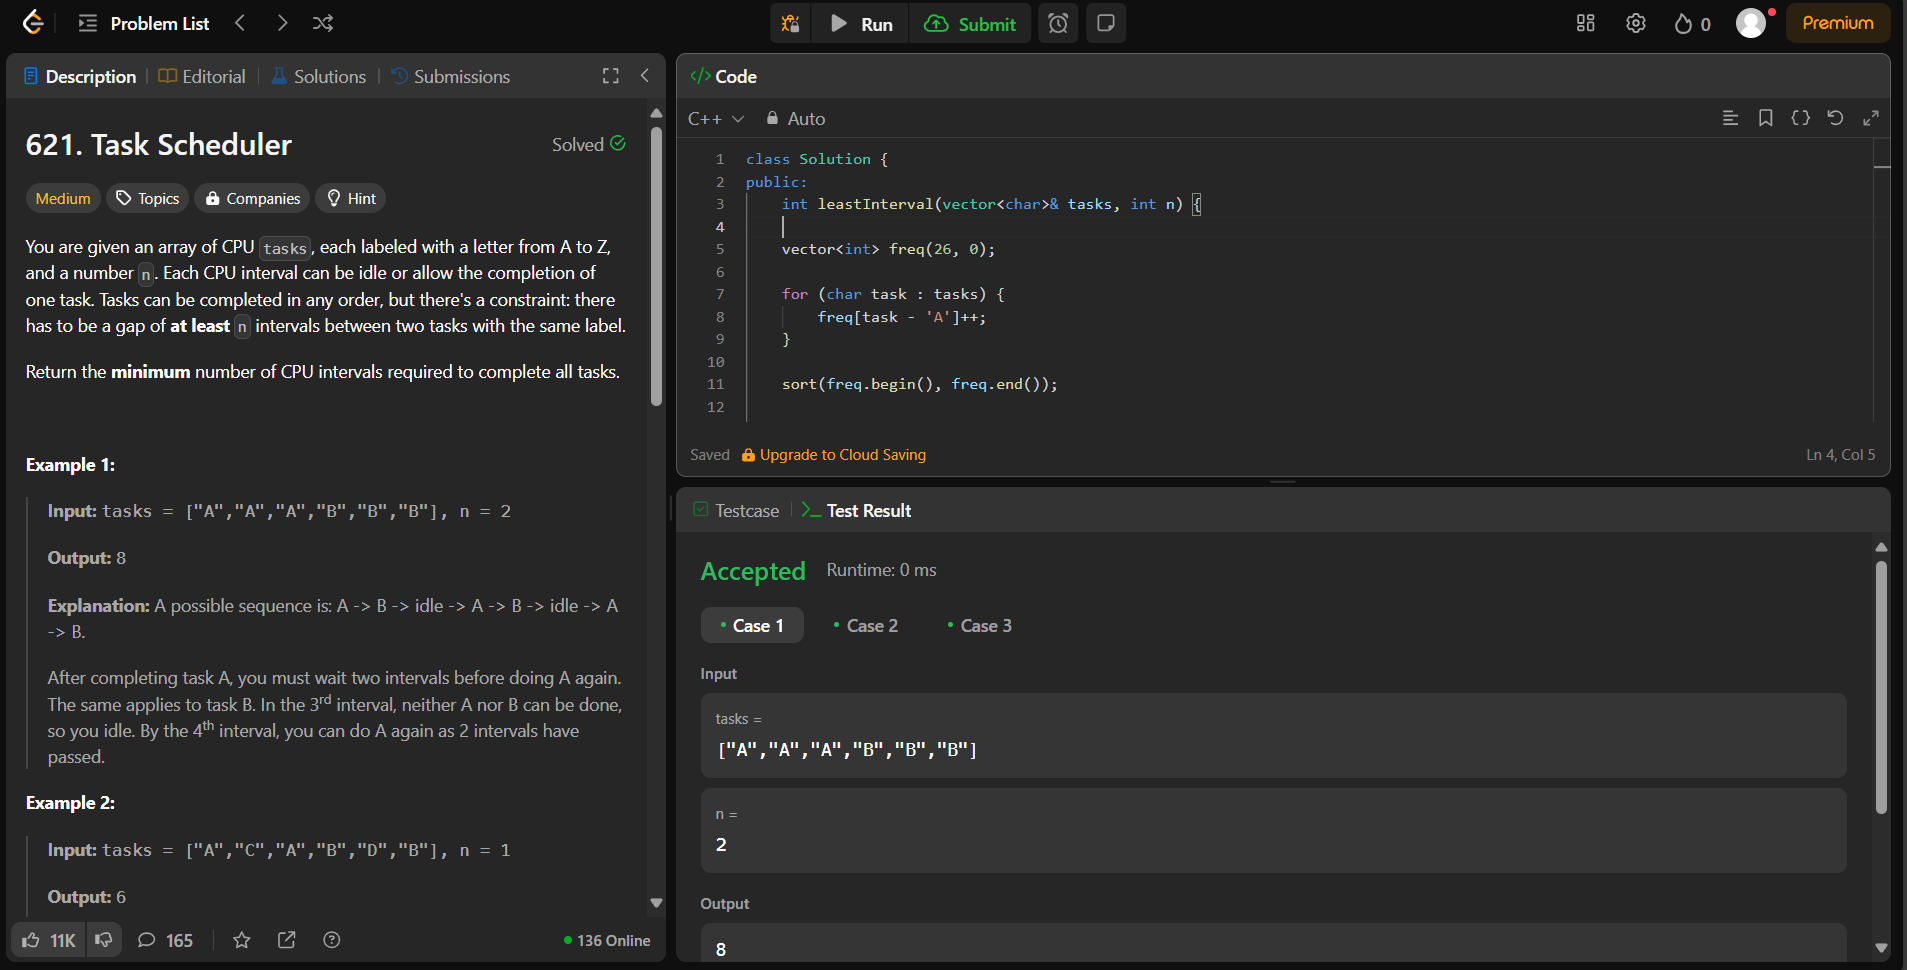 Problem List
Run
Submit
0
Premium
Description
Editorial
Solutions
Submissions
621. Task Scheduler
Solved
Medium
Topics
Companies
Hint
You are given an array of CPU tasks, each labeled with a letter from A to Z,
and a number n. Each CPU interval can be idle or allow the completion of
one task. Tasks can be completed in any order, but there's a constraint: there
has to be a gap of at least n intervals between two tasks with the same label.
Return the minimum number of CPU intervals required to complete all tasks.
Example 1:
Input: tasks = ["A","A","A","B","B","B"], n = 2
Output: 8
Explanation: A possible sequence is: A -> B -> idle -> A -> B -> idle -> A
-> B.
After completing task A, you must wait two intervals before doing A again.
The same applies to task B. In the 3rd interval, neither A nor B can be done,
so you idle. By the 4th interval, you can do A again as 2 intervals have
passed.
Example 2:
Input: tasks = ["A","C","A","B","D","B"], n = 1
Output: 6
11K
165
136 Online
</> Code
C++
Auto
1 class Solution {
2 public:
3 int leastInterval(vector<char>& tasks, int n) {
4
5 vector<int> freq(26, 0);
6
7 for (char task : tasks) {
8 freq[task - 'A']++;
9 }
10
11 sort(freq.begin(), freq.end());
12
Saved
Upgrade to Cloud Saving
Ln 4, Col 5
Testcase
Test Result
Accepted
Runtime: 0 ms
Case 1
Case 2
Case 3
Input
tasks =
["A","A","A","B","B","B"]
n =
2
Output
8